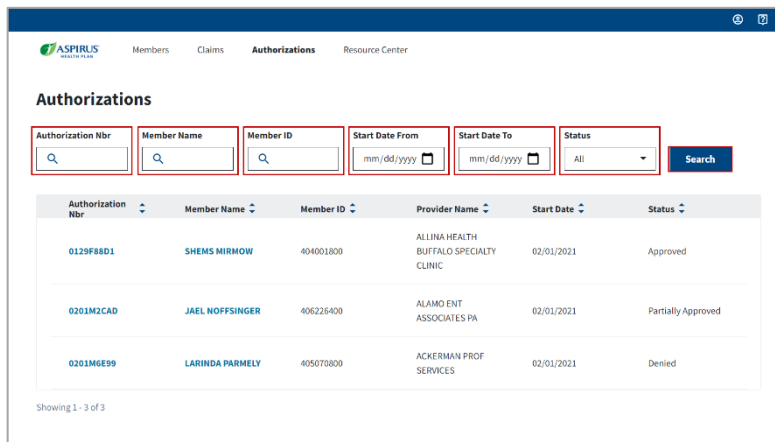 ASPIRUS
HEALTH PLAN
Members Claims Authorizations Resource Center
Authorizations
Authorization Nbr Member Name Member ID Start Date From Start Date To Status
mm/dd/yyyy mm/dd/yyyy All Search
Authorization
Nbr Member Name Member ID Provider Name Start Date Status
ALLINA HEALTH
0129F88D1 SHEMS MIRMOW 404001800 BUFFALO SPECIALTY 02/01/2021 Approved
CLINIC
0201M2CAD JAEL NOFFSINGER 406226400 ALAMO ENT 02/01/2021 Partially Approved
ASSOCIATES PA
0201M6E99 LARINDA PARMELY 405070800 ACKERMAN PROF 02/01/2021 Denied
SERVICES
Showing 1 - 3 of 3